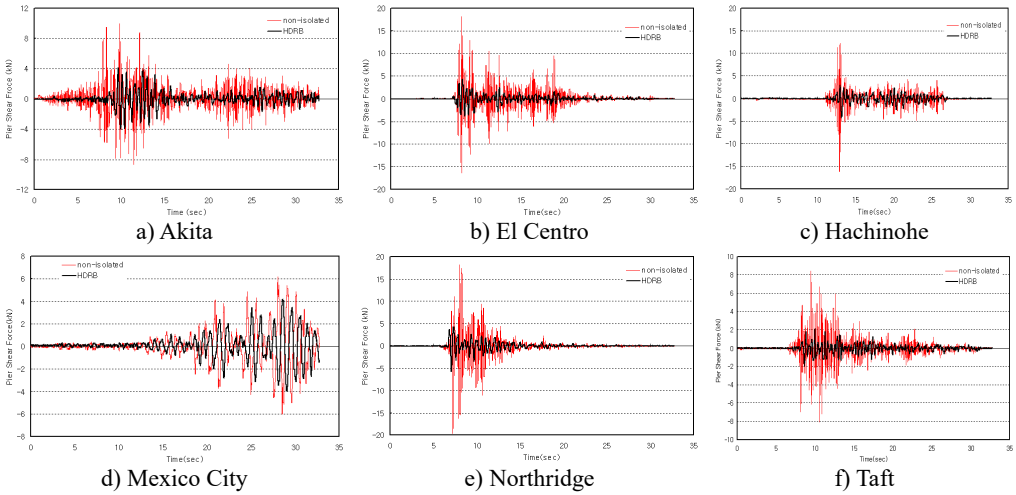 non-isolated
HDRB
Pier Shear Force (kN)
12
8
4
0
-4
-8
-12
0 5 10 15 20 25 30 35
Time(sec)
a) Akita
non-isolated
HDRB
Pier Shear Force (kN)
20
15
10
5
0
-5
-10
-15
-20
0 5 10 15 20 25 30 35
Time(sec)
b) El Centro
non-isolated
HDRB
Pier Shear Force (kN)
20
15
10
5
0
-5
-10
-15
-20
0 5 10 15 20 25 30 35
Time(sec)
c) Hachinohe
non-isolated
HDRB
Pier Shear Force(kN)
8
6
4
2
0
-2
-4
-6
-8
0 5 10 15 20 25 30 35
Time(sec)
d) Mexico City
non-isolated
HDRB
Pier Shear Force (kN)
20
15
10
5
0
-5
-10
-15
-20
0 5 10 15 20 25 30 35
Time(sec)
e) Northridge
non-isolated
HDRB
Pier Shear Force (kN)
10
8
6
4
2
0
-2
-4
-6
-8
-10
0 5 10 15 20 25 30 35
Time(sec)
f) Taft